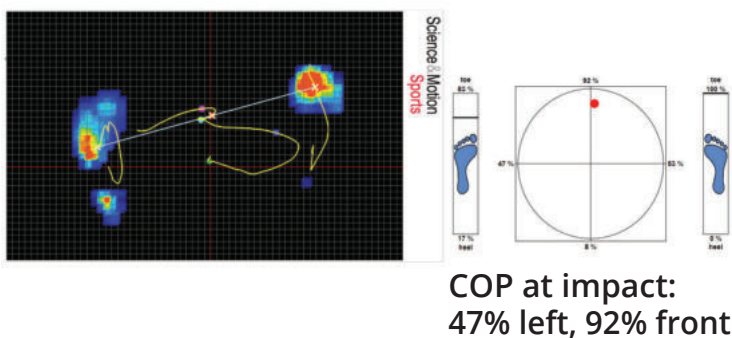 Science & Motion
Sports
toe
83 %
92 %
toe
100 %
47 %
53 %
17 %
heel
8 %
0 %
heel
COP at impact:
47% left, 92% front